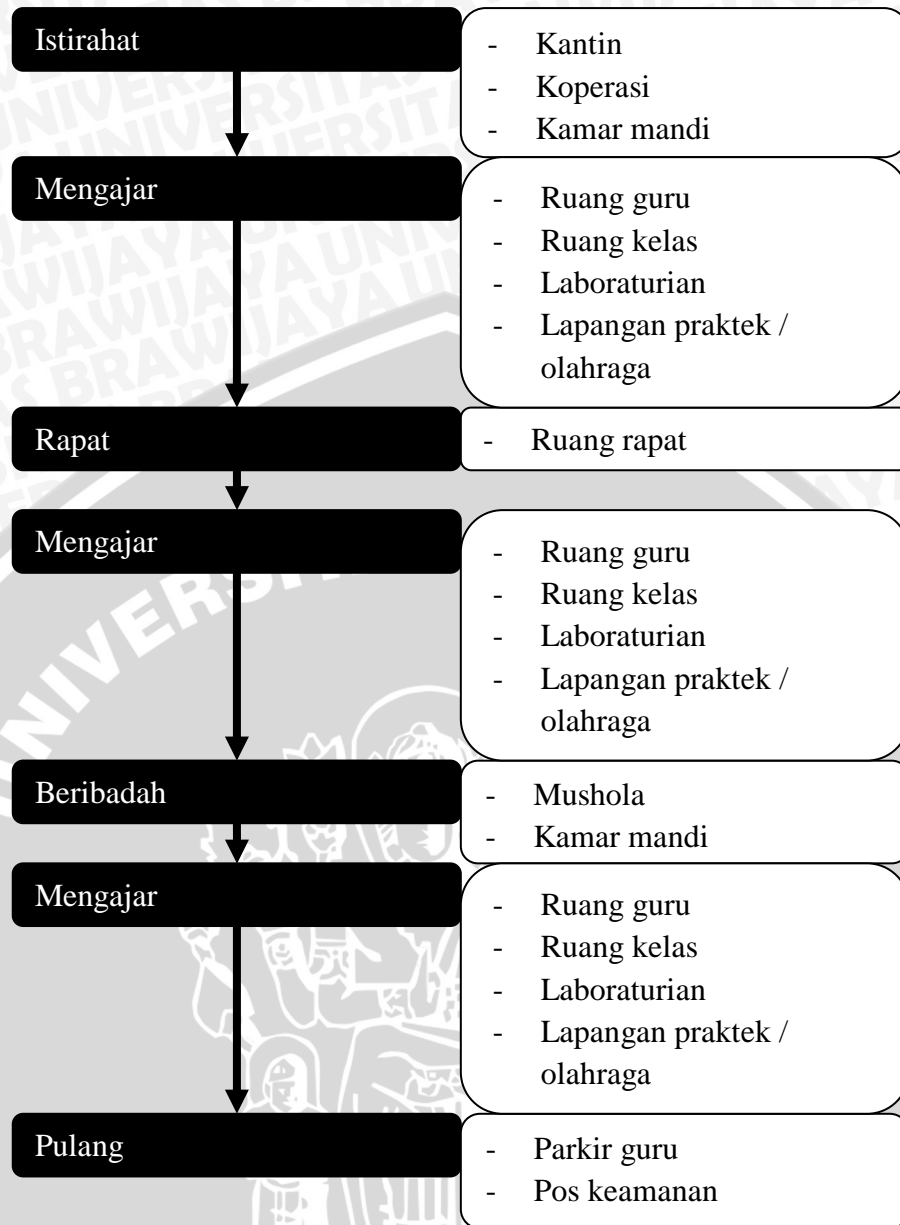 Istirahat
- Kantin
- Koperasi
- Kamar mandi
Mengajar
- Ruang guru
- Ruang kelas
- Laboraturian
- Lapangan praktek /
olahraga
Rapat
- Ruang rapat
Mengajar
- Ruang guru
- Ruang kelas
- Laboraturian
- Lapangan praktek /
olahraga
Beribadah
- Mushola
- Kamar mandi
Mengajar
- Ruang guru
- Ruang kelas
- Laboraturian
- Lapangan praktek /
olahraga
Pulang
- Parkir guru
- Pos keamanan